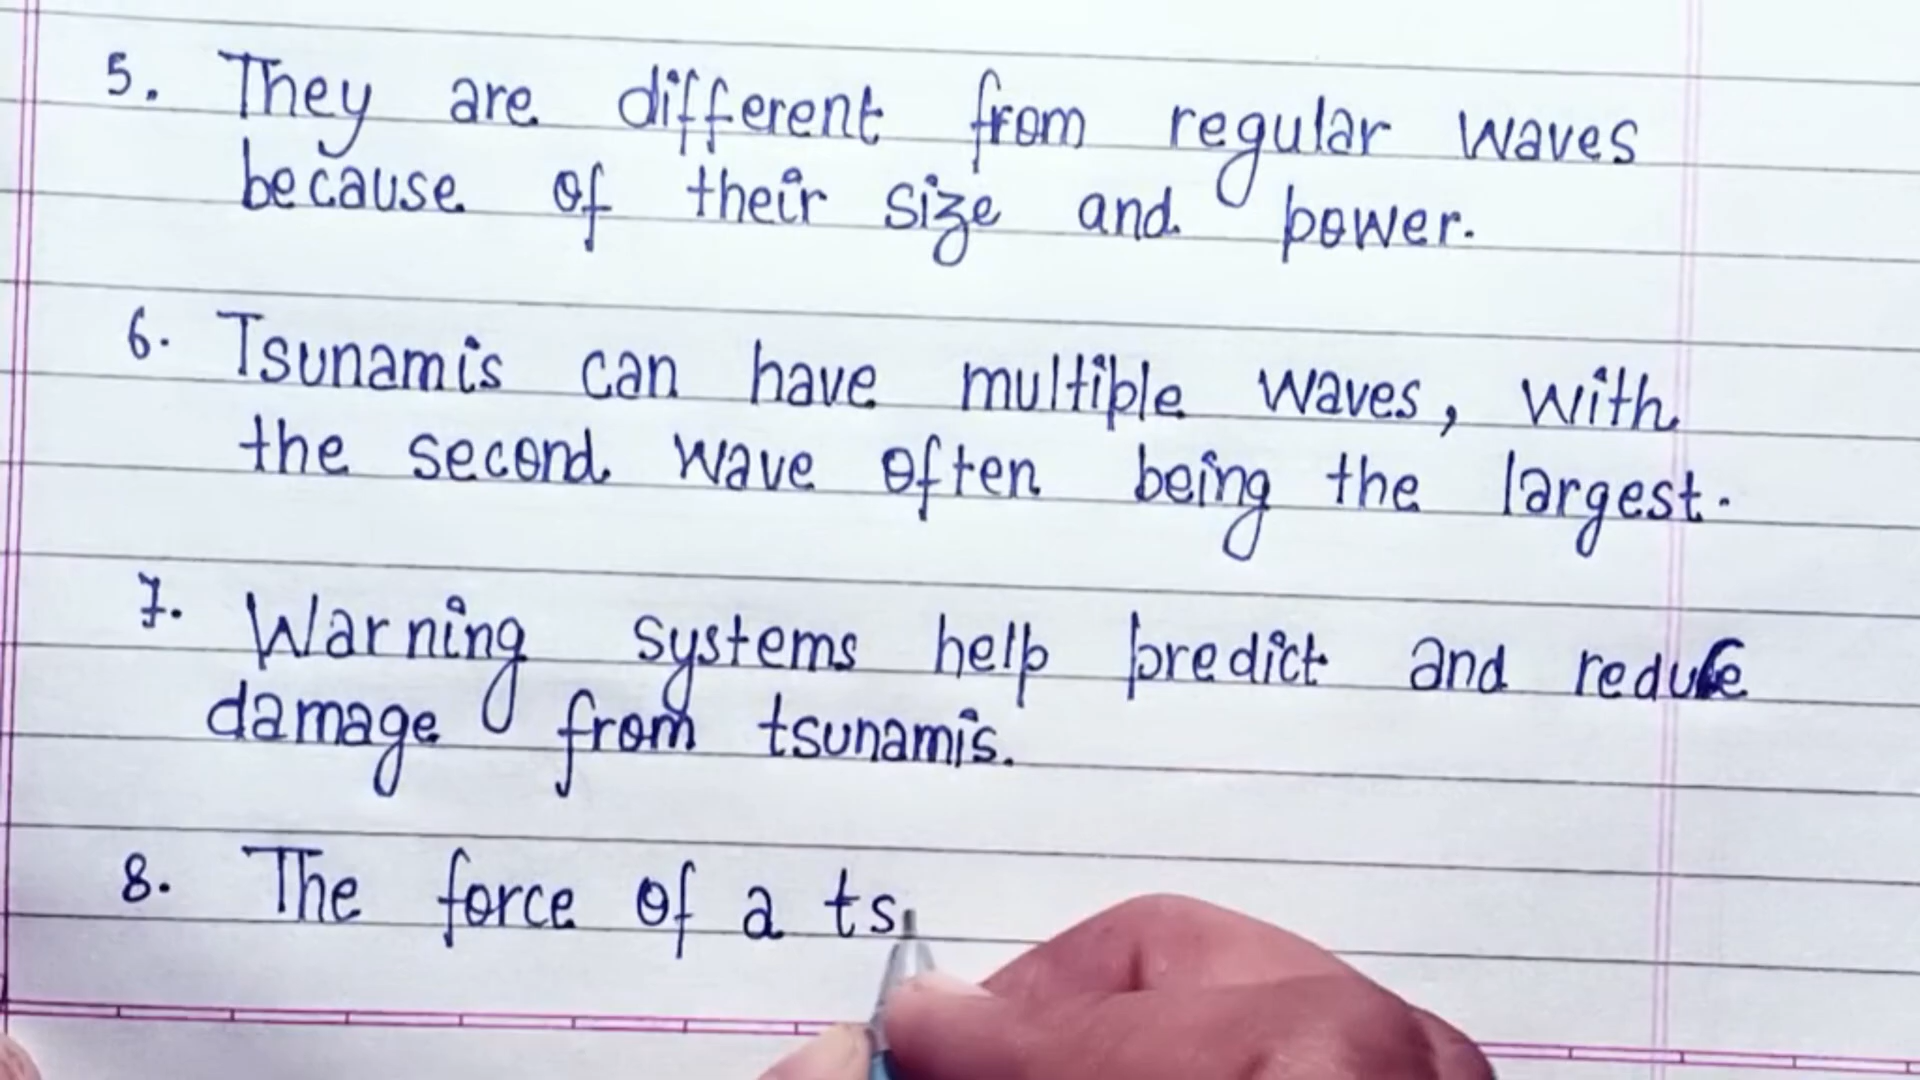 5. They are different from regular waves
because of their size and power.
6. Tsunamis can have multiple waves, with
the second wave often being the largest.
7. Warning systems help predict and reduce
damage from tsunamis.
8. The force of a ts